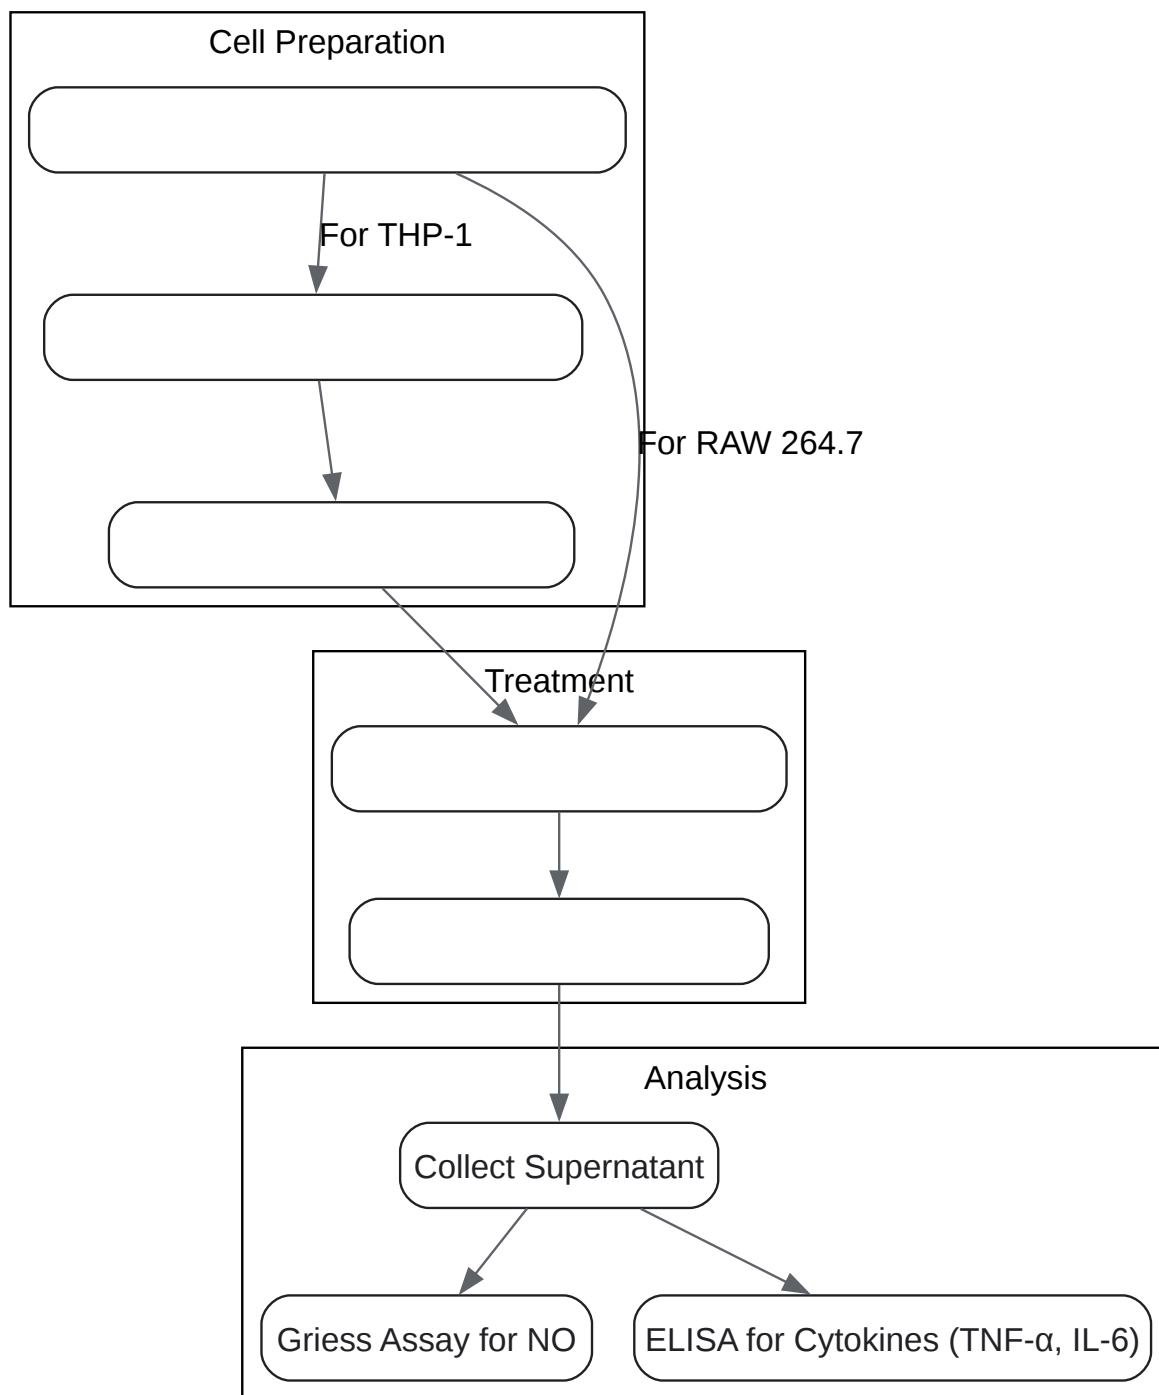 Cell Preparation
For THP-1
For RAW 264.7
Treatment
Analysis
Collect Supernatant
Griess Assay for NO
ELISA for Cytokines (TNF-α, IL-6)